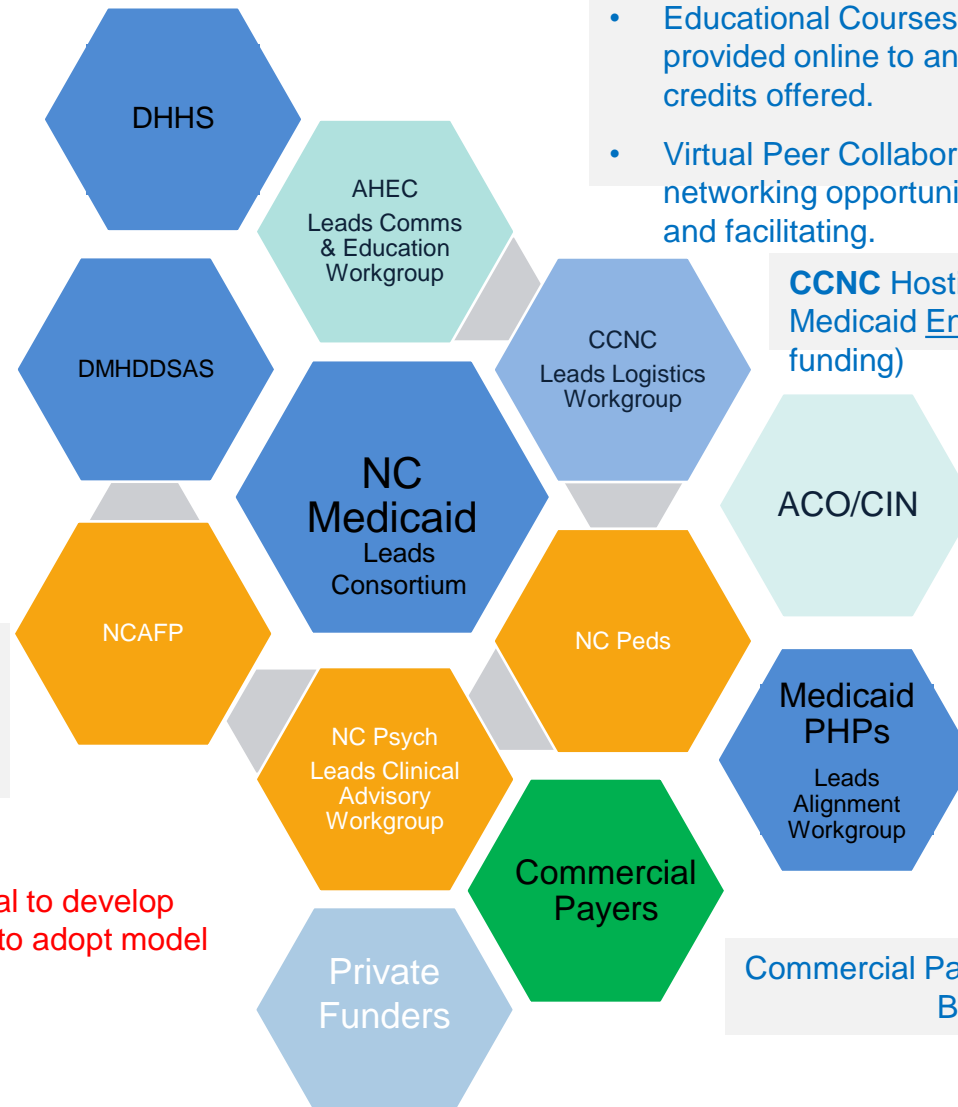 • Educational Courses
provided online to an
credits offered.
• Virtual Peer Collabor
networking opportuni
and facilitating.
CCNC Hosti
Medicaid En
funding)
DHHS
AHEC
Leads Comms
& Education
Workgroup
DMHDDSAS
CCNC
Leads Logistics
Workgroup
NC
Medicaid
Leads
Consortium
ACO/CIN
NCAFP
NC Peds
NC Psych
Leads Clinical
Advisory
Workgroup
Medicaid
PHPs
Leads
Alignment
Workgroup
Commercial
Payers
al to develop
to adopt model
Private
Funders
Commercial Pa
B